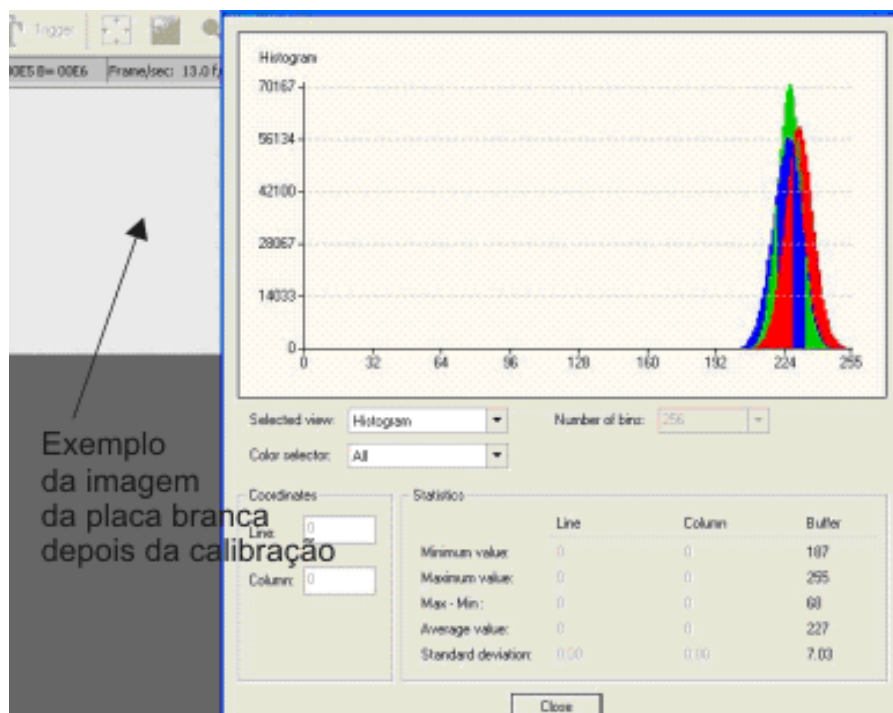 Trigger
00E5 B= 00E6 Frame/sec: 13.0 f
Histogram
70167
56134
42100
28067
14033
0
0 32 64 96 128 160 192 224 255
Selected view: Histogram Number of bins: 256
Color selector: All
Coordinates Statistics
Line Column Buffer
Line: 0
Minimum value: 0 0 187
Column: 0
Maximum value: 0 0 255
Max - Min : 0 0 68
Average value: 0 0 227
Standard deviation: 0.00 0.00 7.03
Close
Exemplo
da imagem
da placa branca
depois da calibração